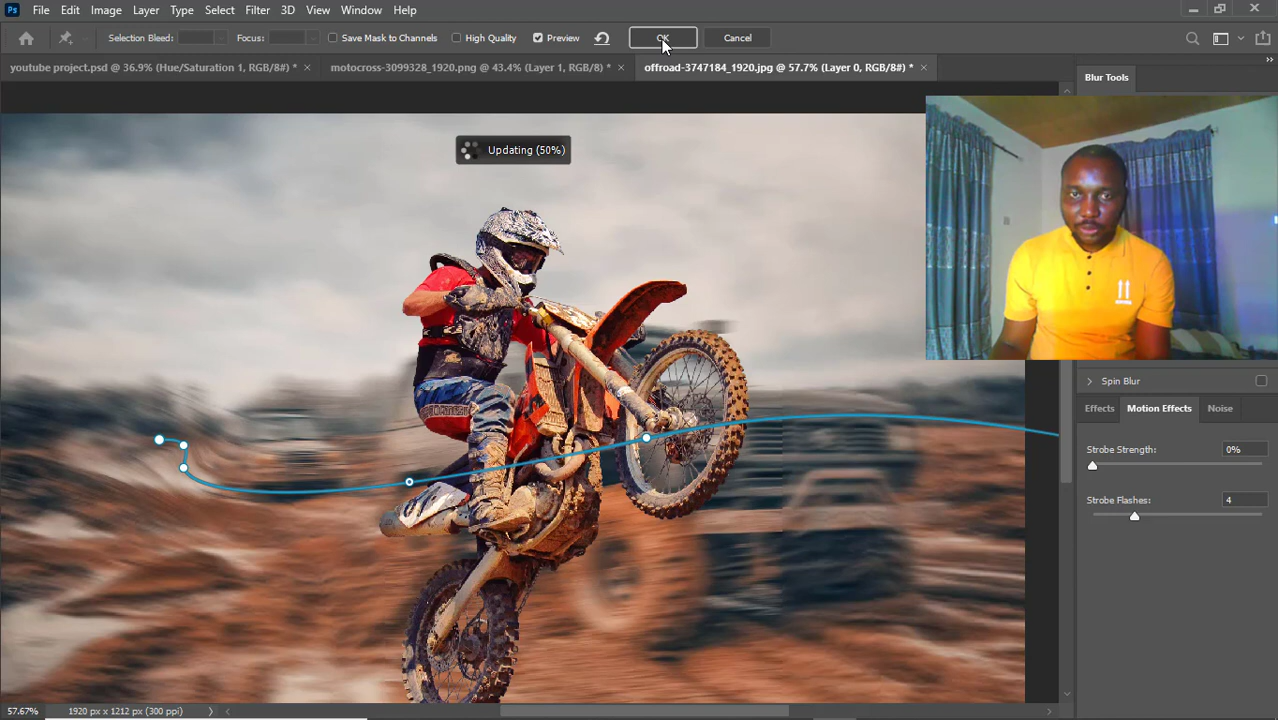 Ps File Edit Image Layer Type Select Filter 3D View Window Help
Selection Bleed: Focus: Save Mask to Channels High Quality Preview OK Cancel
youtube project.psd @ 36.9% (Hue/Saturation 1, RGB/8#) * × motocross-3099328_1920.png @ 43.4% (Layer 1, RGB/8) * × offroad-3747184_1920.jpg @ 57.7% (Layer 0, RGB/8#) * ×
Blur Tools
Updating (50%)
Spin Blur
Effects Motion Effects Noise
Strobe Strength: 0%
Strobe Flashes: 4
57.67% 1920 px x 1212 px (300 ppi)